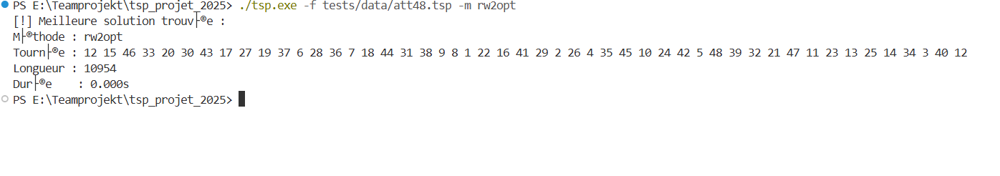 PS E:\Teamprojekt\tsp_projet_2025> ./tsp.exe -f tests/data/att48.tsp -m rw2opt
[!] Meilleure solution trouv├®e :
M├®thode : rw2opt
Tourn├®e : 12 15 46 33 20 30 43 17 27 19 37 6 28 36 7 18 44 31 38 9 8 1 22 16 41 29 2 26 4 35 45 10 24 42 5 48 39 32 21 47 11 23 13 25 14 34 3 40 12
Longueur : 10954
Dur├®e    : 0.000s
PS E:\Teamprojekt\tsp_projet_2025>